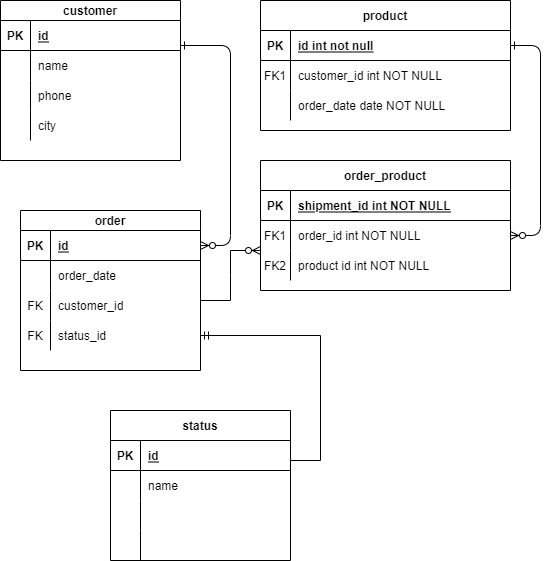 customer
PK id
name
phone
city
product
PK id int not null
FK1 customer_id int NOT NULL
order_date date NOT NULL
order_product
PK shipment_id int NOT NULL
FK1 order_id int NOT NULL
FK2 product id int NOT NULL
order
PK id
order_date
FK customer_id
FK status_id
status
PK id
name